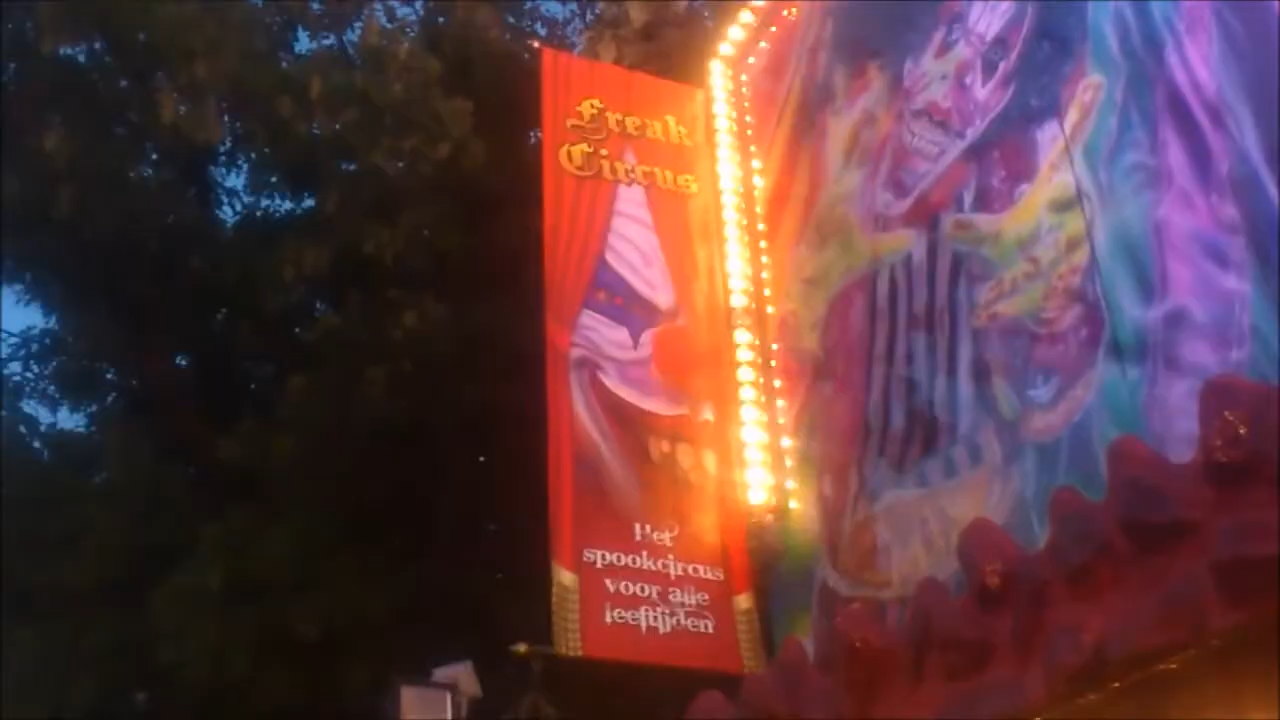 Freak
Circus
Het
spookcircus
voor alle
leeftijden